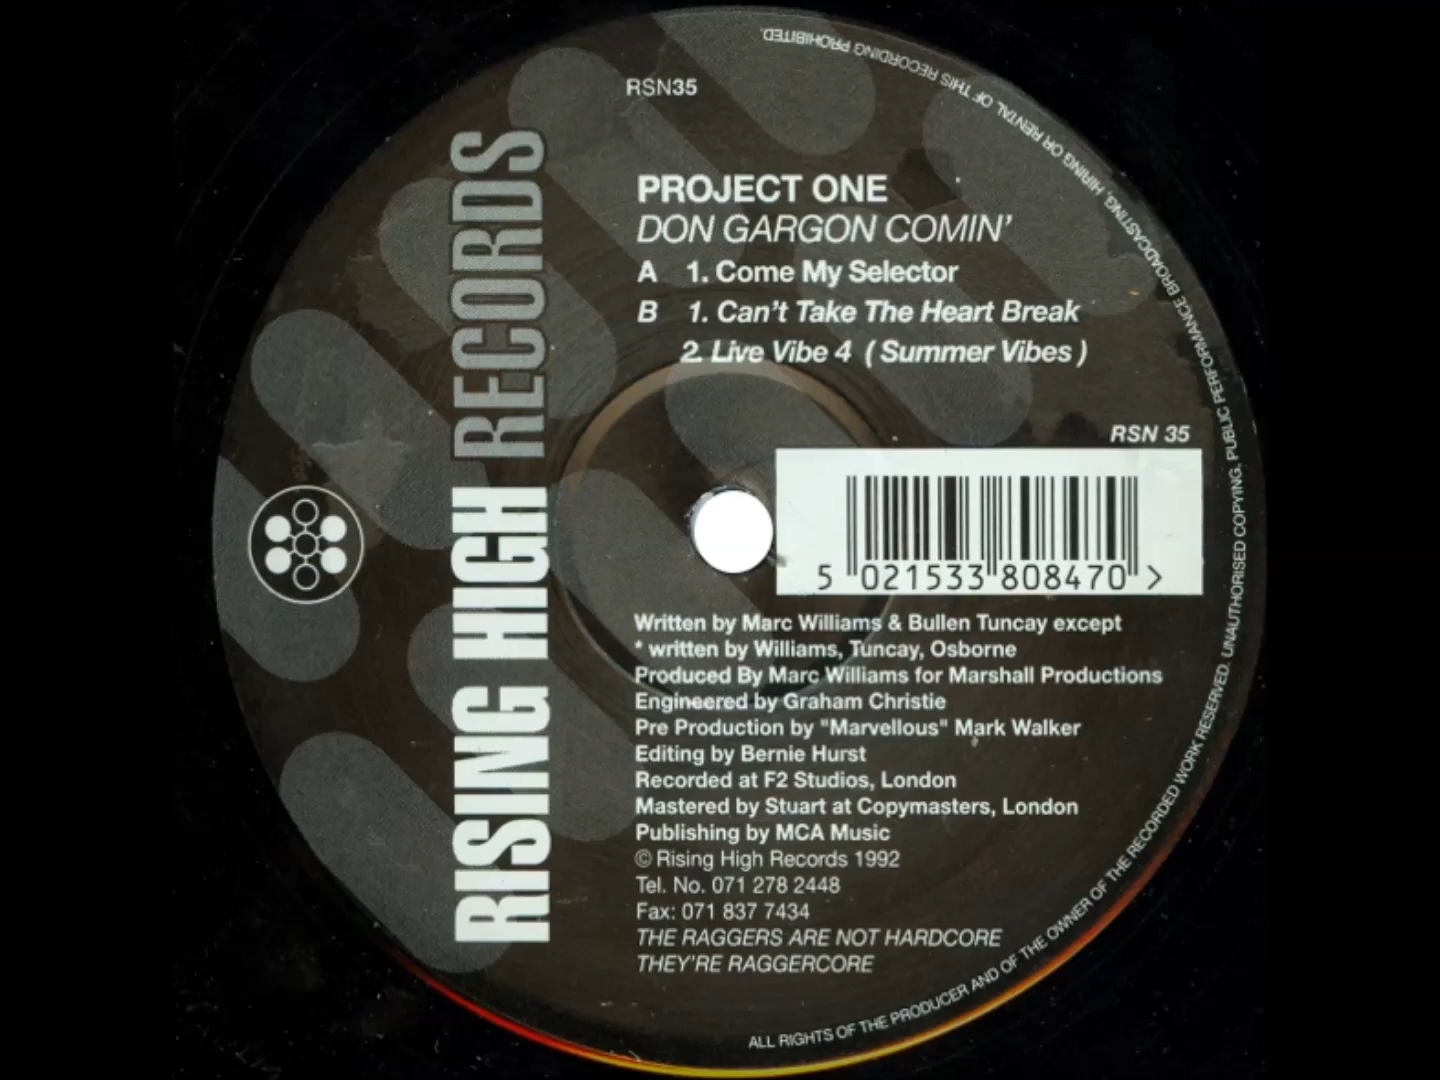 RSN35
PROJECT ONE
DON GARGON COMIN'
A 1. Come My Selector
B 1. Can't Take The Heart Break
2. Live Vibe 4 ( Summer Vibes )
RSN 35
5 021533 808470 >
RISING HIGH RECORDS
Written by Marc Williams & Bullen Tuncay except
* written by Williams, Tuncay, Osborne
Produced By Marc Williams for Marshall Productions
Engineered by Graham Christie
Pre Production by "Marvellous" Mark Walker
Editing by Bernie Hurst
Recorded at F2 Studios, London
Mastered by Stuart at Copymasters, London
Publishing by MCA Music
© Rising High Records 1992
Tel. No. 071 278 2448
Fax: 071 837 7434
THE RAGGERS ARE NOT HARDCORE
THEY'RE RAGGERCORE
ALL RIGHTS OF THE PRODUCER AND OF THE OWNER OF THE RECORDED WORK RESERVED. UNAUTHORISED COPYING, PUBLIC PERFORMANCE BROADCASTING, HIRING OR RENTAL OF THIS RECORDING PROHIBITED.